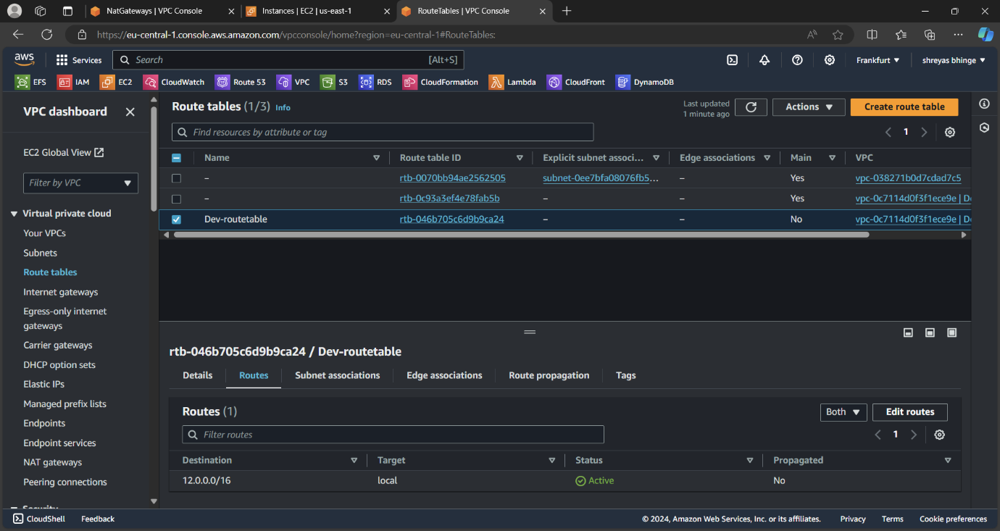 NatGateways | VPC Console
Instances | EC2 | us-east-1
RouteTables | VPC Console
https://eu-central-1.console.aws.amazon.com/vpcconsole/home?region=eu-central-1#RouteTables:
aws
Services
Search
[Alt+S]
Frankfurt
shreyas bhinge
EFS IAM EC2 CloudWatch Route 53 VPC S3 RDS CloudFormation Lambda CloudFront DynamoDB
VPC dashboard
EC2 Global View
Filter by VPC
Virtual private cloud
Your VPCs
Subnets
Route tables
Internet gateways
Egress-only internet
gateways
Carrier gateways
DHCP option sets
Elastic IPs
Managed prefix lists
Endpoints
Endpoint services
NAT gateways
Peering connections
Security
Route tables (1/3) Info
Last updated
1 minute ago
Actions
Create route table
Find resources by attribute or tag
1
Name Route table ID Explicit subnet associ... Edge associations Main VPC
– rtb-0070bb94ae2562505 subnet-0ee7bfa08076fb5... – Yes vpc-038271b0d7cdad7c5
– rtb-0c93a3ef4e78fab5b – – Yes vpc-0c7114d0f3f1ece9e | De
Dev-routetable rtb-046b705c6d9b9ca24 – – No vpc-0c7114d0f3f1ece9e | De
rtb-046b705c6d9b9ca24 / Dev-routetable
Details Routes Subnet associations Edge associations Route propagation Tags
Routes (1)
Both
Edit routes
Filter routes
1
Destination Target Status Propagated
12.0.0.0/16 local Active No
CloudShell Feedback
© 2024, Amazon Web Services, Inc. or its affiliates. Privacy Terms Cookie preferences